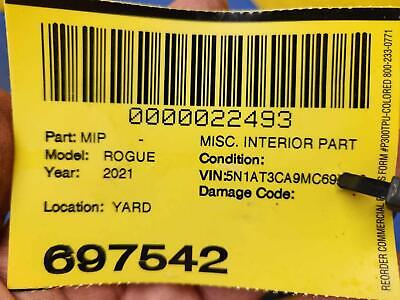 0000022493
Part: MIP - MISC. INTERIOR PART
Model: ROGUE Condition:
Year: 2021 VIN:5N1AT3CA9MC69
Damage Code:
Location: YARD
697542
REORDER COMMERCIAL FORM #P300TPU-COLORED 800-233-0771